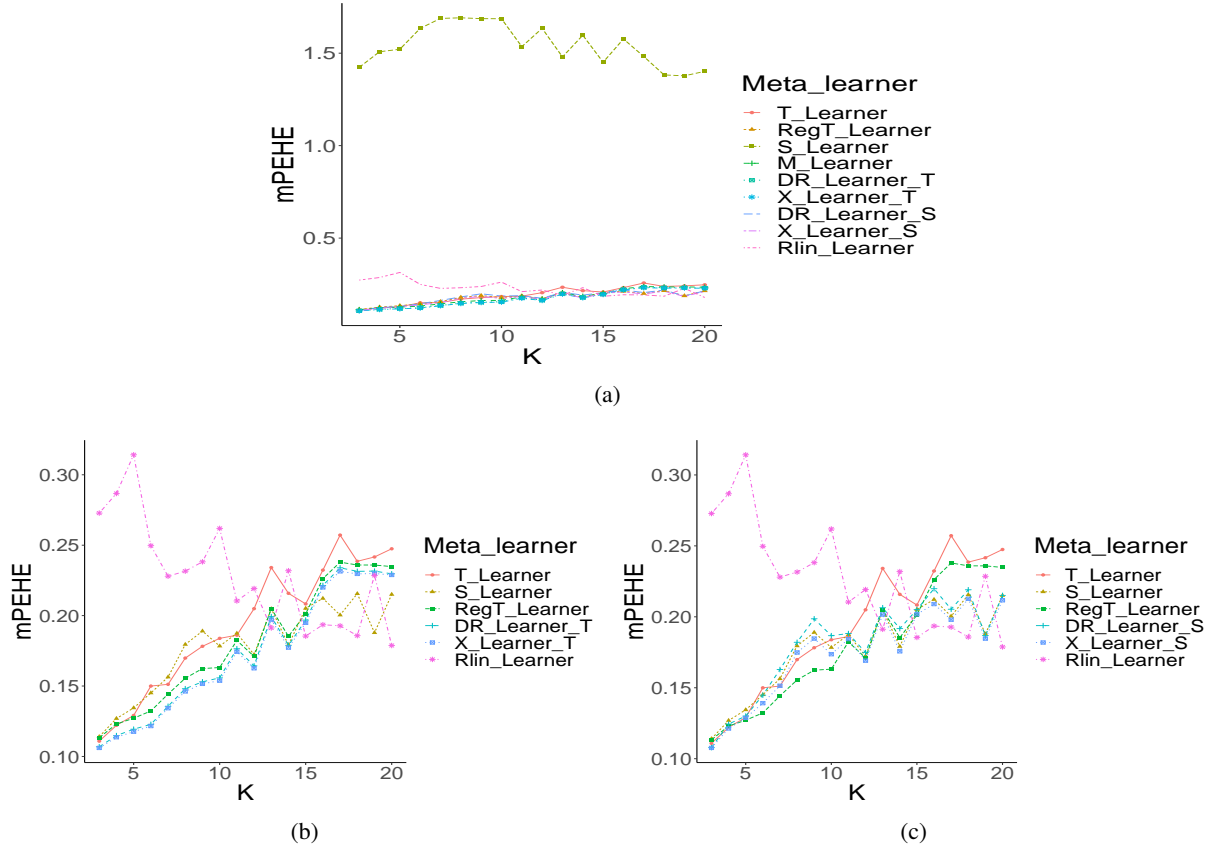 1.5
1.0
0.5
mPEHE
5
10
15
20
K
Meta_learner
T_Learner
RegT_Learner
S_Learner
M_Learner
DR_Learner_T
X_Learner_T
DR_Learner_S
X_Learner_S
Rlin_Learner
(a)
0.30
0.25
0.20
0.15
0.10
mPEHE
5
10
15
20
K
Meta_learner
T_Learner
S_Learner
RegT_Learner
DR_Learner_T
X_Learner_T
Rlin_Learner
(b)
0.30
0.25
0.20
0.15
0.10
mPEHE
5
10
15
20
K
Meta_learner
T_Learner
S_Learner
RegT_Learner
DR_Learner_S
X_Learner_S
Rlin_Learner
(c)